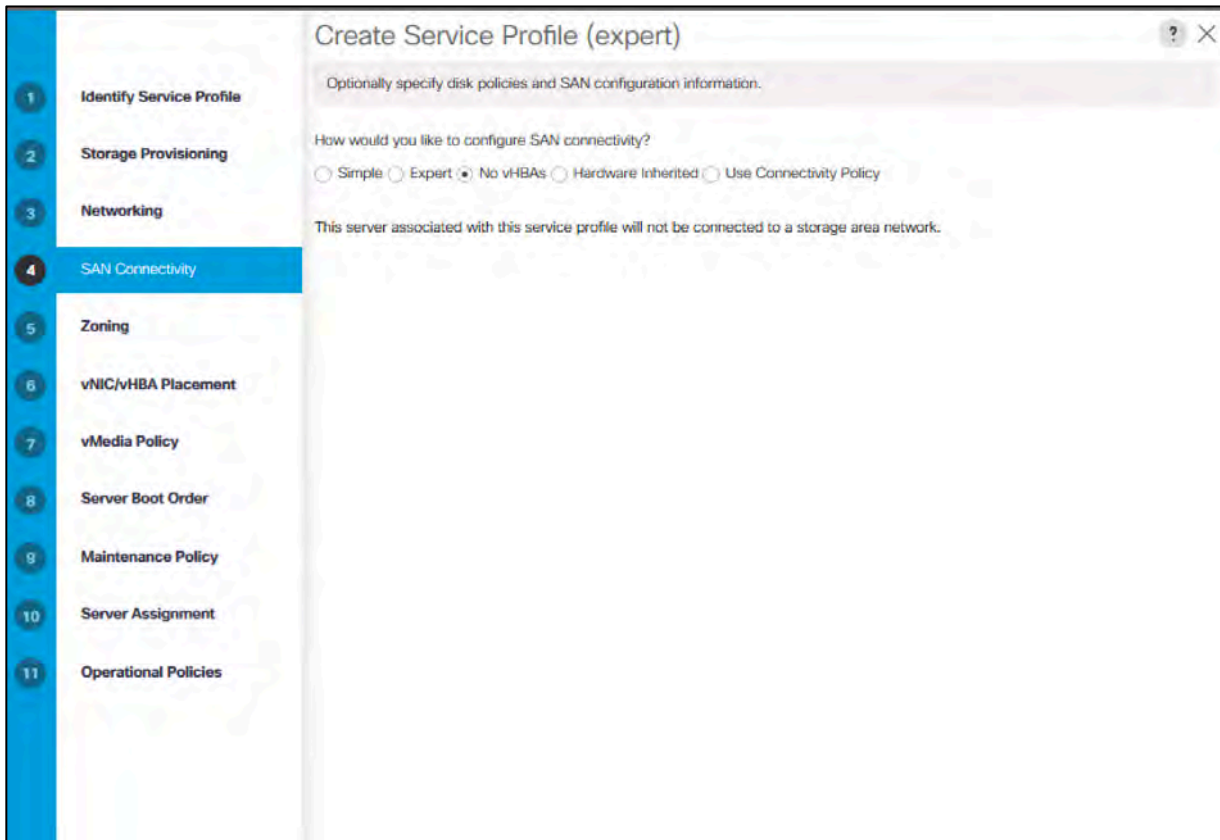 Create Service Profile (expert)
?
Optionally specify disk policies and SAN configuration information.
How would you like to configure SAN connectivity?
Simple Expert No vHBAs Hardware Inherited Use Connectivity Policy
This server associated with this service profile will not be connected to a storage area network.
1 Identify Service Profile
2 Storage Provisioning
3 Networking
4 SAN Connectivity
5 Zoning
6 vNIC/vHBA Placement
7 vMedia Policy
8 Server Boot Order
9 Maintenance Policy
10 Server Assignment
11 Operational Policies